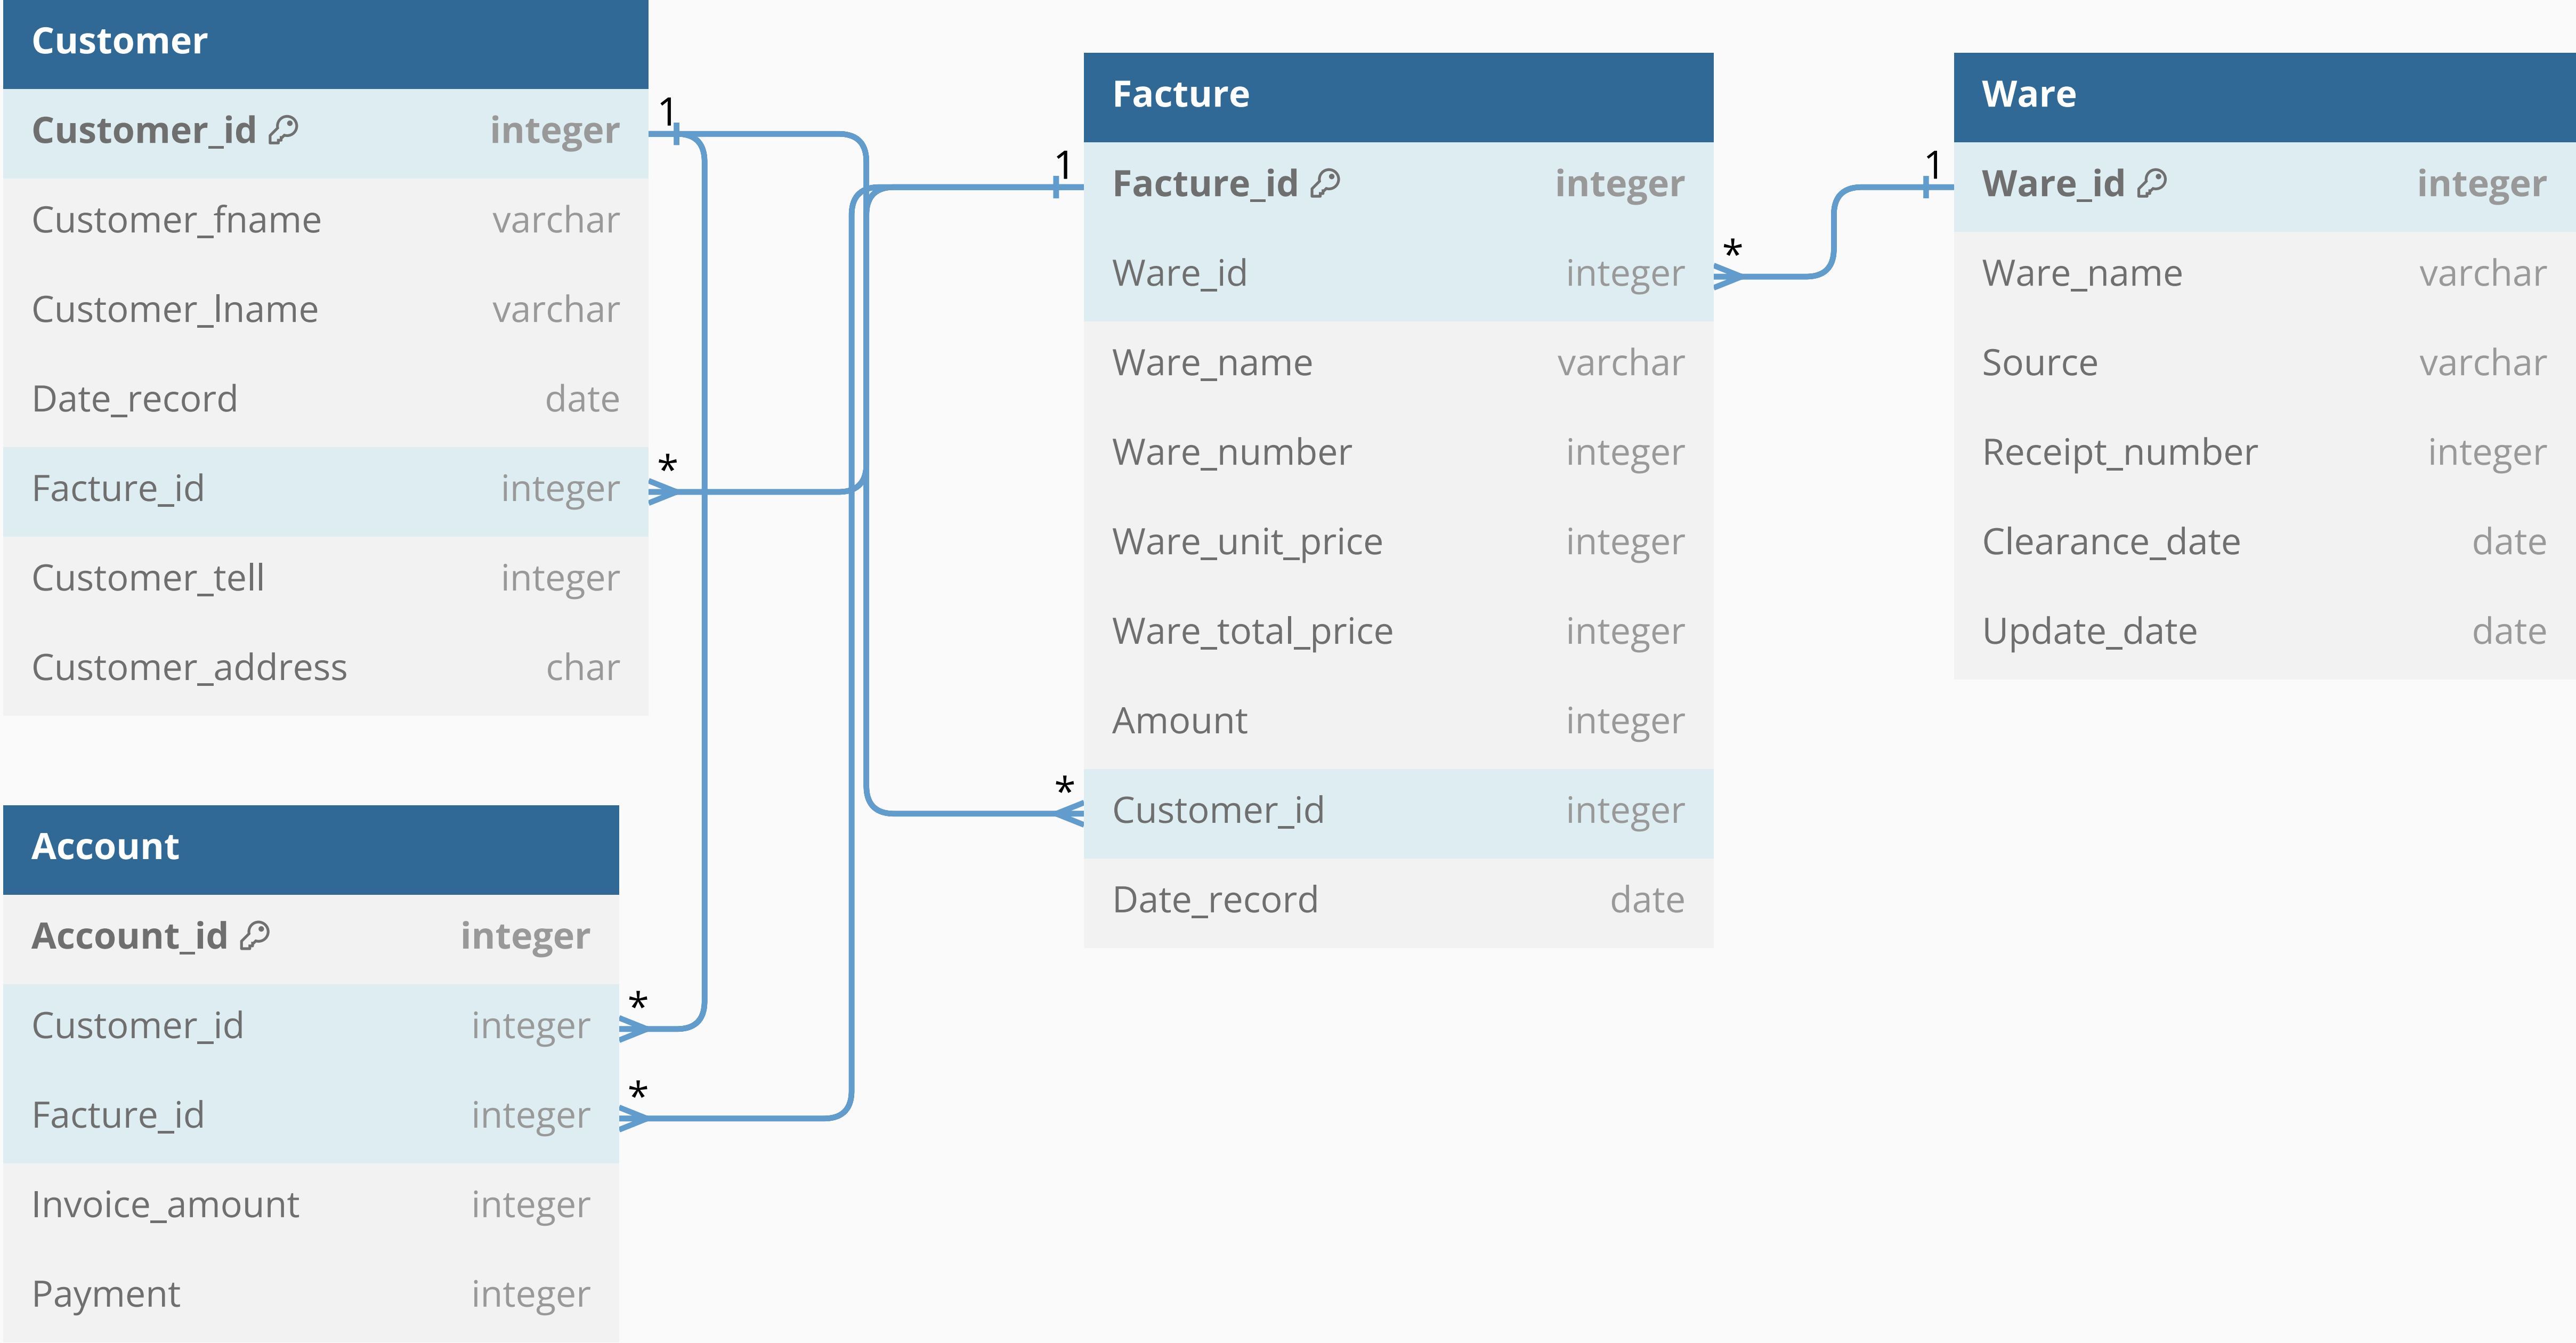 Customer
Customer_id integer
Customer_fname varchar
Customer_lname varchar
Date_record date
Facture_id integer
Customer_tell integer
Customer_address char
1
*
Account
Account_id integer
Customer_id integer
Facture_id integer
Invoice_amount integer
Payment integer
*
*
Facture
Facture_id integer
Ware_id integer
Ware_name varchar
Ware_number integer
Ware_unit_price integer
Ware_total_price integer
Amount integer
Customer_id integer
Date_record date
1
*
*
Ware
Ware_id integer
Ware_name varchar
Source varchar
Receipt_number integer
Clearance_date date
Update_date date
1